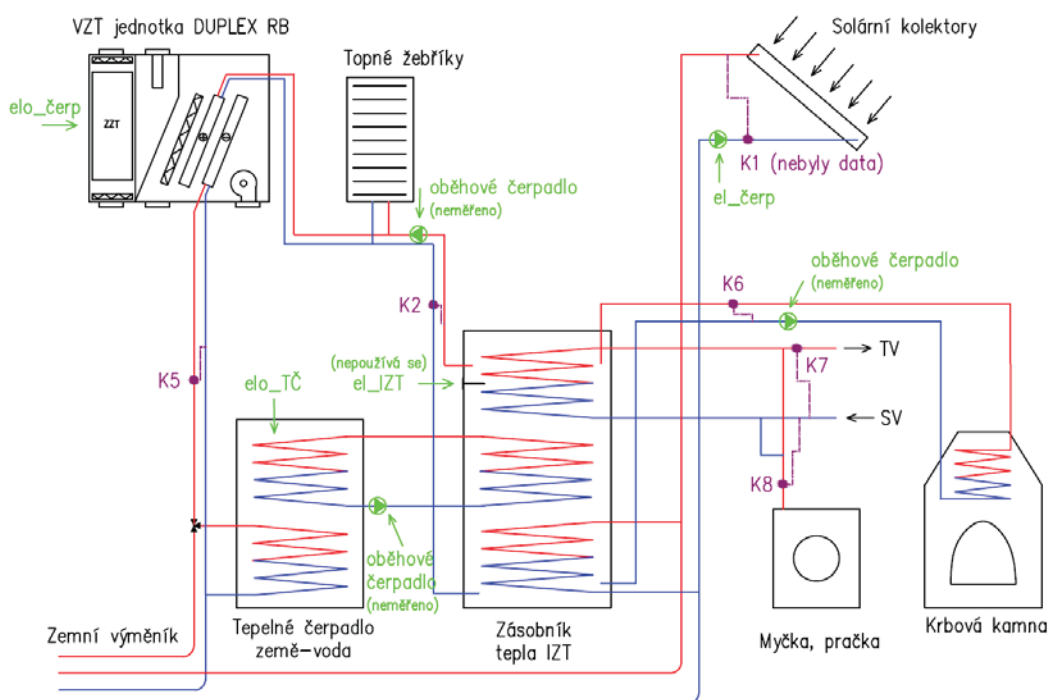 VZT jednotka DUPLEX RB
Solární kolektory
Topné žebříky
elo_čerp
ZZT
K1 (nebyly data)
el_čerp
oběhové čerpadlo
(neměřeno)
oběhové čerpadlo
(neměřeno)
K6
K2
K5
(nepoužívá se)
el_IZT
elo_TČ
TV
K7
SV
K8
oběhové
čerpadlo
(neměřeno)
Zemní výměník
Tepelné čerpadlo
země-voda
Zásobník
tepla IZT
Myčka, pračka
Krbová kamna